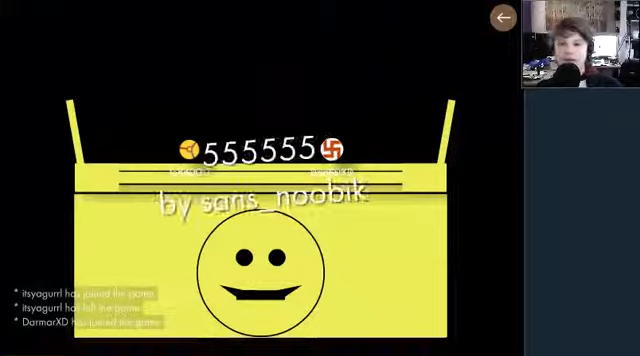 555555
by sans_noobik
* itsyagurrl has joined the game
* itsyagurrl has left the game
* DarmarXD has joined the game